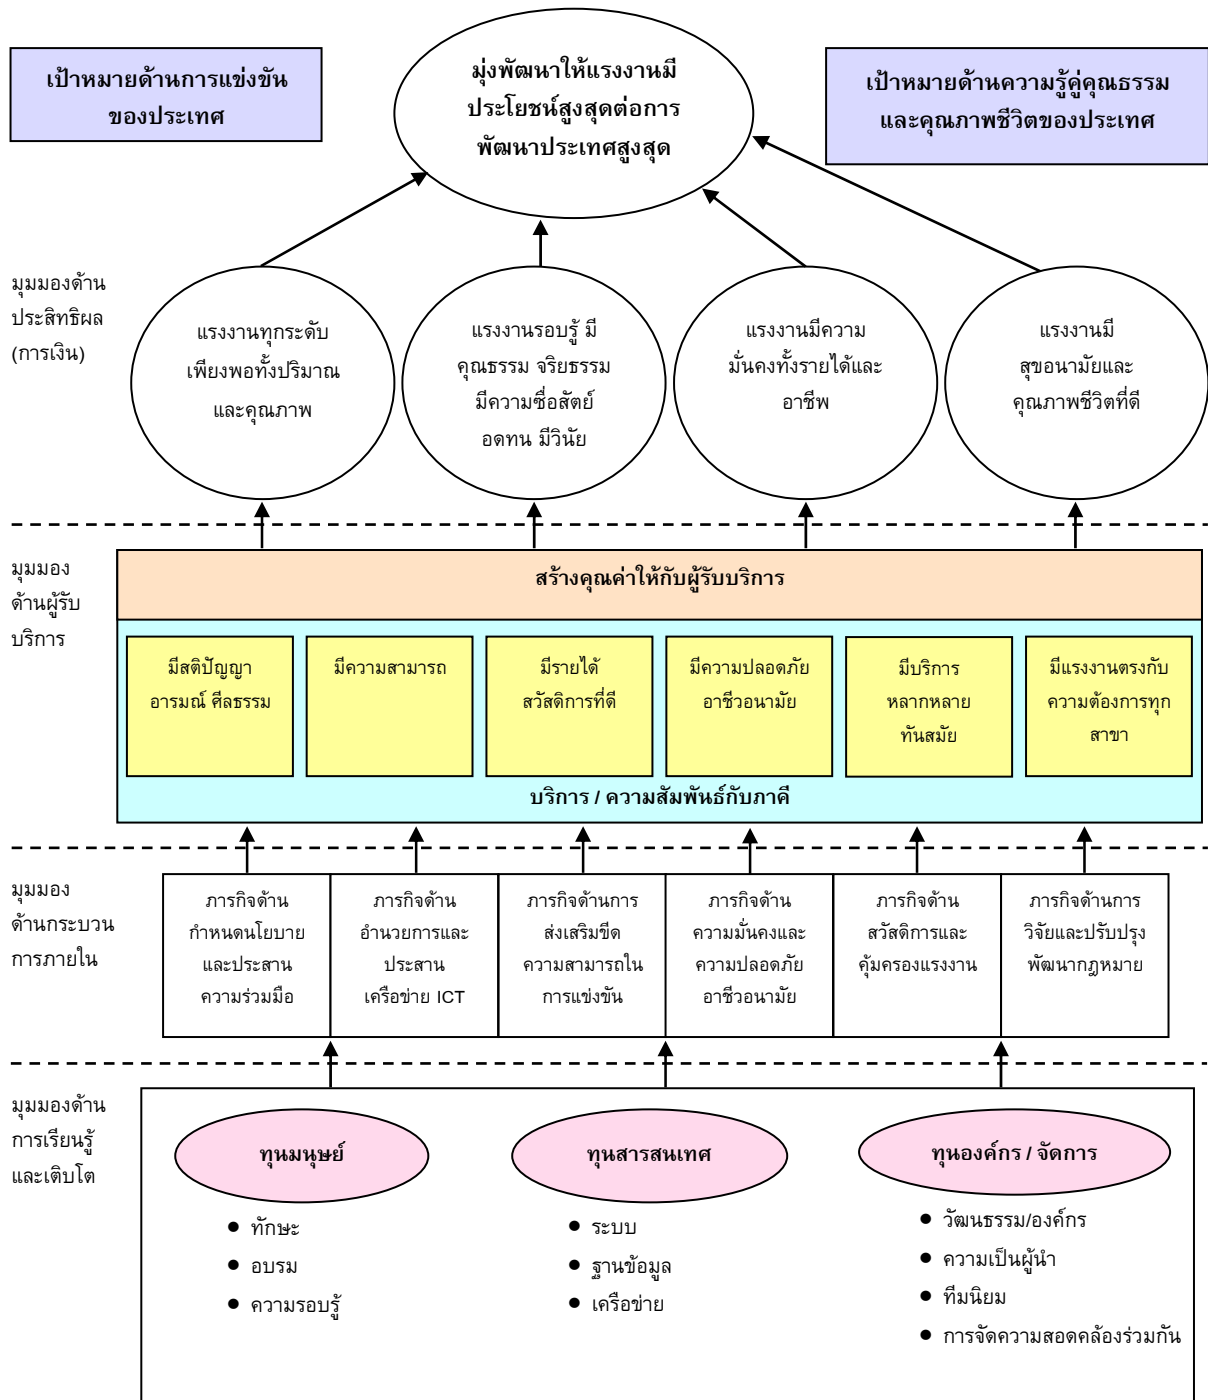 เป้าหมายด้านการแข่งขัน
ของประเทศ
มุ่งพัฒนาให้แรงงานมี
ประโยชน์สูงสุดต่อการ
พัฒนาประเทศสูงสุด
เป้าหมายด้านความรู้คู่คุณธรรม
และคุณภาพชีวิตของประเทศ
มุมมองด้าน
ประสิทธิผล
(การเงิน)
แรงงานทุกระดับ
เพียงพอทั้งปริมาณ
และคุณภาพ
แรงงานรอบรู้ มี
คุณธรรม จริยธรรม
มีความซื่อสัตย์
อดทน มีวินัย
แรงงานมีความ
มั่นคงทั้งรายได้และ
อาชีพ
แรงงานมี
สุขอนามัยและ
คุณภาพชีวิตที่ดี
มุมมอง
ด้านผู้รับ
บริการ
สร้างคุณค่าให้กับผู้รับบริการ
มีสติปัญญา
อารมณ์ ศีลธรรม
มีความสามารถ
มีรายได้
สวัสดิการที่ดี
มีความปลอดภัย
อาชีวอนามัย
มีบริการ
หลากหลาย
ทันสมัย
มีแรงงานตรงกับ
ความต้องการทุก
สาขา
บริการ / ความสัมพันธ์กับภาคี
มุมมอง
ด้านกระบวน
การภายใน
ภารกิจด้าน
กำหนดนโยบาย
และประสาน
ความร่วมมือ
ภารกิจด้าน
อำนวยการและ
ประสาน
เครือข่าย ICT
ภารกิจด้านการ
ส่งเสริมขีด
ความสามารถใน
การแข่งขัน
ภารกิจด้าน
ความมั่นคงและ
ความปลอดภัย
อาชีวอนามัย
ภารกิจด้าน
สวัสดิการและ
คุ้มครองแรงงาน
ภารกิจด้านการ
วิจัยและปรับปรุง
พัฒนากฎหมาย
มุมมองด้าน
การเรียนรู้
และเติบโต
ทุนมนุษย์
● ทักษะ
● อบรม
● ความรอบรู้
ทุนสารสนเทศ
● ระบบ
● ฐานข้อมูล
● เครือข่าย
ทุนองค์กร / จัดการ
● วัฒนธรรม/องค์กร
● ความเป็นผู้นำ
● ทีมนิยม
● การจัดความสอดคล้องร่วมกัน